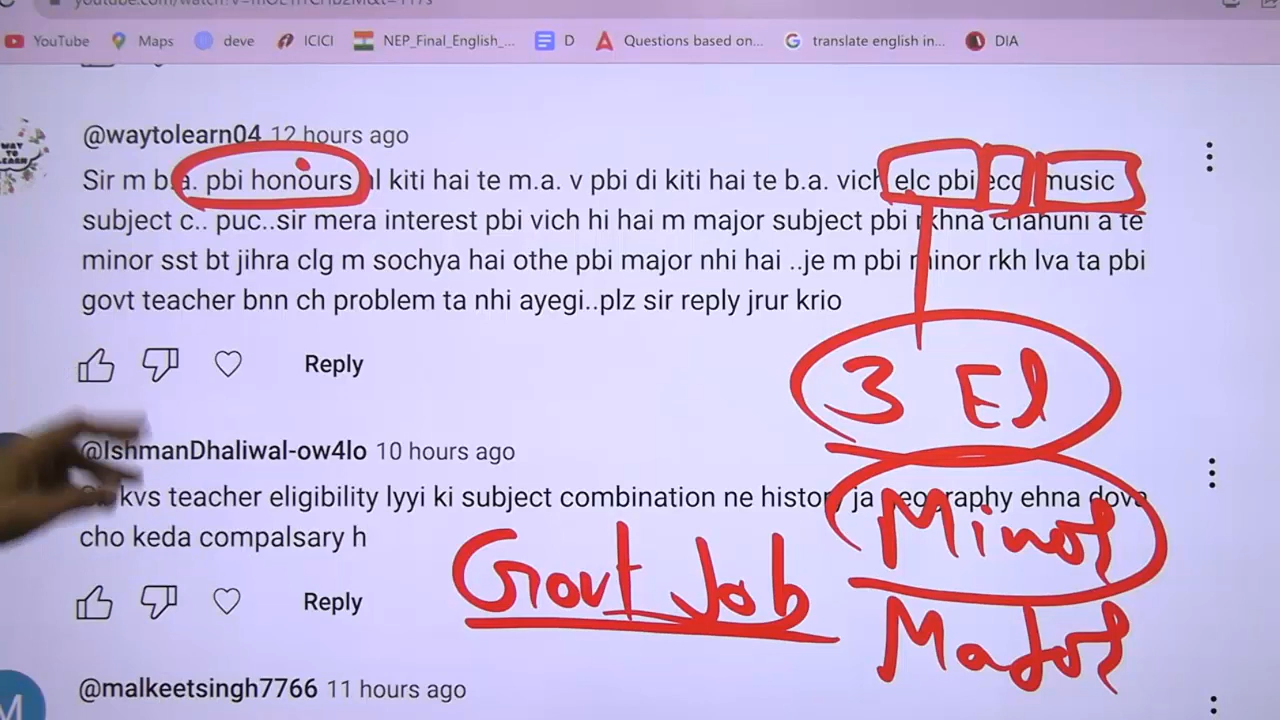 YouTube Maps deve ICICI NEP_Final_English_... D Questions based on... translate english in... DIA
@waytolearn04 12 hours ago
Sir m b.a. pbi honours nl kiti hai te m.a. v pbi di kiti hai te b.a. vich elc pbi eco music
subject c.. puc..sir mera interest pbi vich hi hai m major subject pbi rkhna chahuni a te
minor sst bt jihra clg m sochya hai othe pbi major nhi hai ..je m pbi minor rkh lva ta pbi
govt teacher bnn ch problem ta nhi ayegi..plz sir reply jrur krio
Reply
3 El
@IshmanDhaliwal-ow4lo 10 hours ago
kvs teacher eligibility lyyi ki subject combination ne history ja geography ehna dova
cho keda compalsary h
Minor
Govt Job
Reply
Major
@malkeetsingh7766 11 hours ago
M